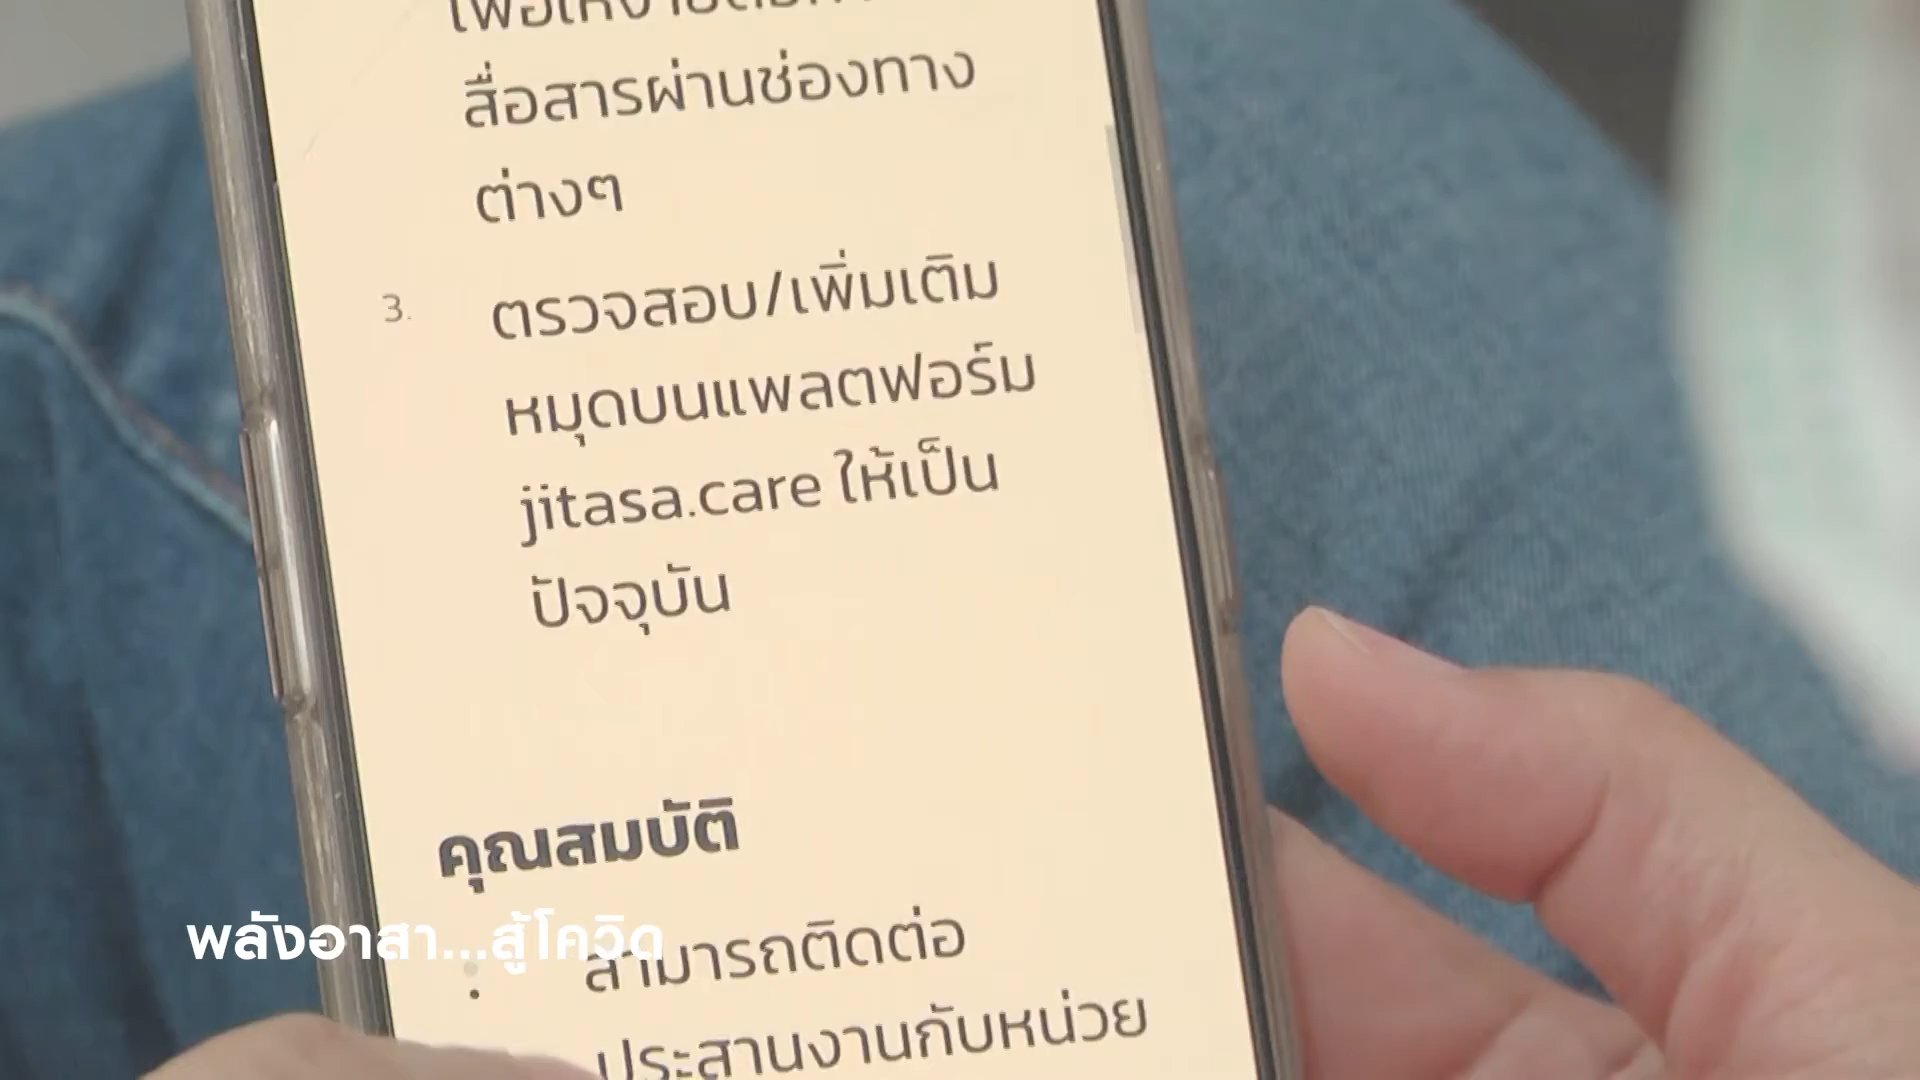 สื่อสารผ่านช่องทาง
ต่างๆ
3. ตรวจสอบ/เพิ่มเติม
หมุดบนแพลตฟอร์ม
jitasa.care ให้เป็น
ปัจจุบัน
คุณสมบัติ
สามารถติดต่อ
ประสานงานกับหน่วย
พลังอาสา...สู้โควิด